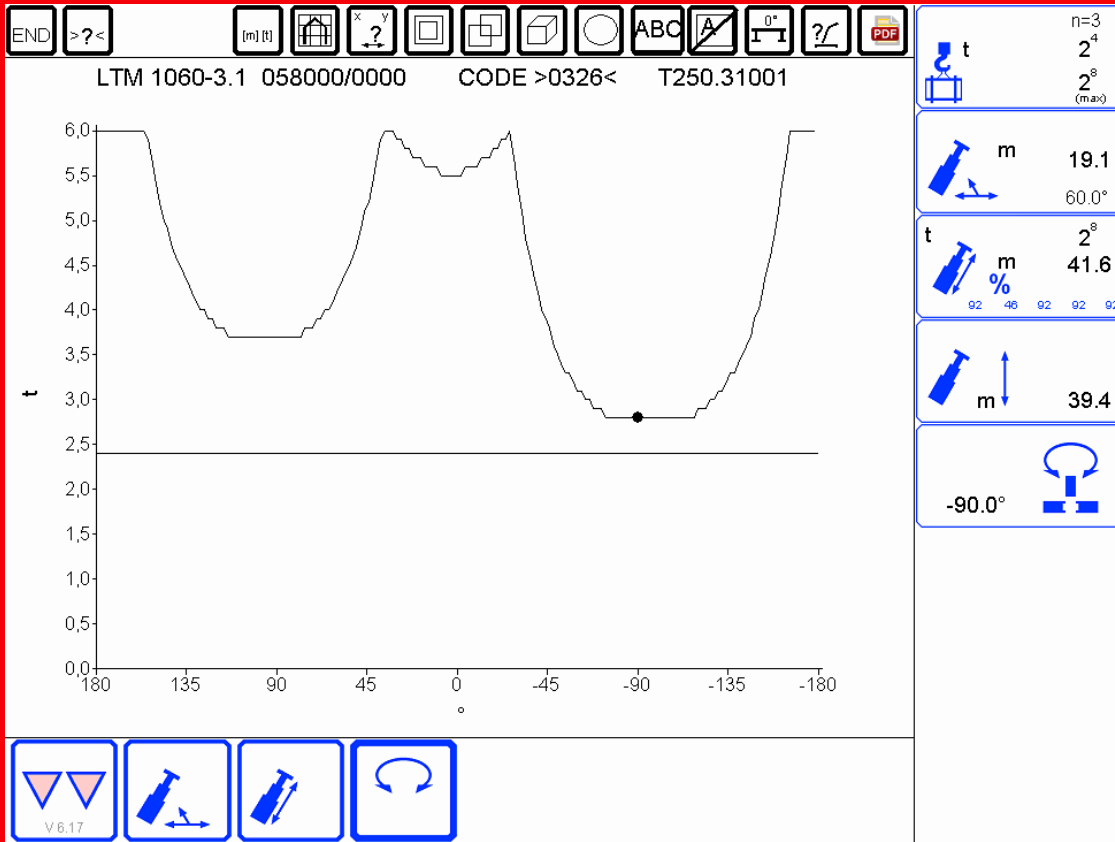 END >?< [m] [t] x y ? ABC A 0° ?/ PDF
LTM 1060-3.1 058000/0000 CODE >0326< T250.31001
6,0
5,5
5,0
4,5
4,0
3,5
3,0
2,5
2,0
1,5
1,0
0,5
0,0
t
180 135 90 45 0 -45 -90 -135 -180
°
V 6.17
n=3
t 2⁴
2⁸
(max)
m 19.1
60.0°
t 2⁸
m 41.6
%
92 46 92 92 92
m 39.4
-90.0°